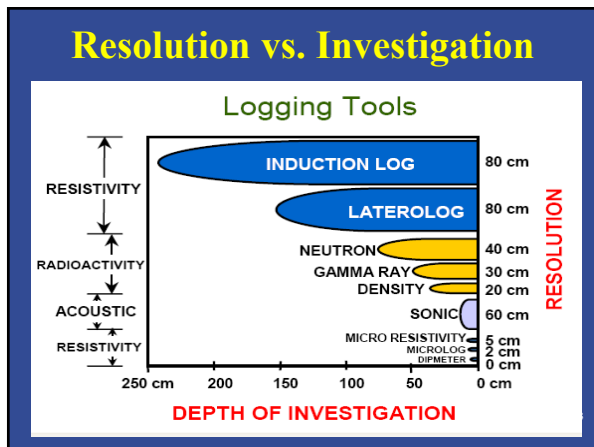 Resolution vs. Investigation
Logging Tools
RESISTIVITY
RADIOACTIVITY
ACOUSTIC
RESISTIVITY
INDUCTION LOG
LATEROLOG
NEUTRON
GAMMA RAY
DENSITY
SONIC
MICRO RESISTIVITY
MICROLOG
DIPMETER
80 cm
80 cm
40 cm
30 cm
20 cm
60 cm
5 cm
2 cm
0 cm
RESOLUTION
250 cm 200 150 100 50 0 cm
DEPTH OF INVESTIGATION